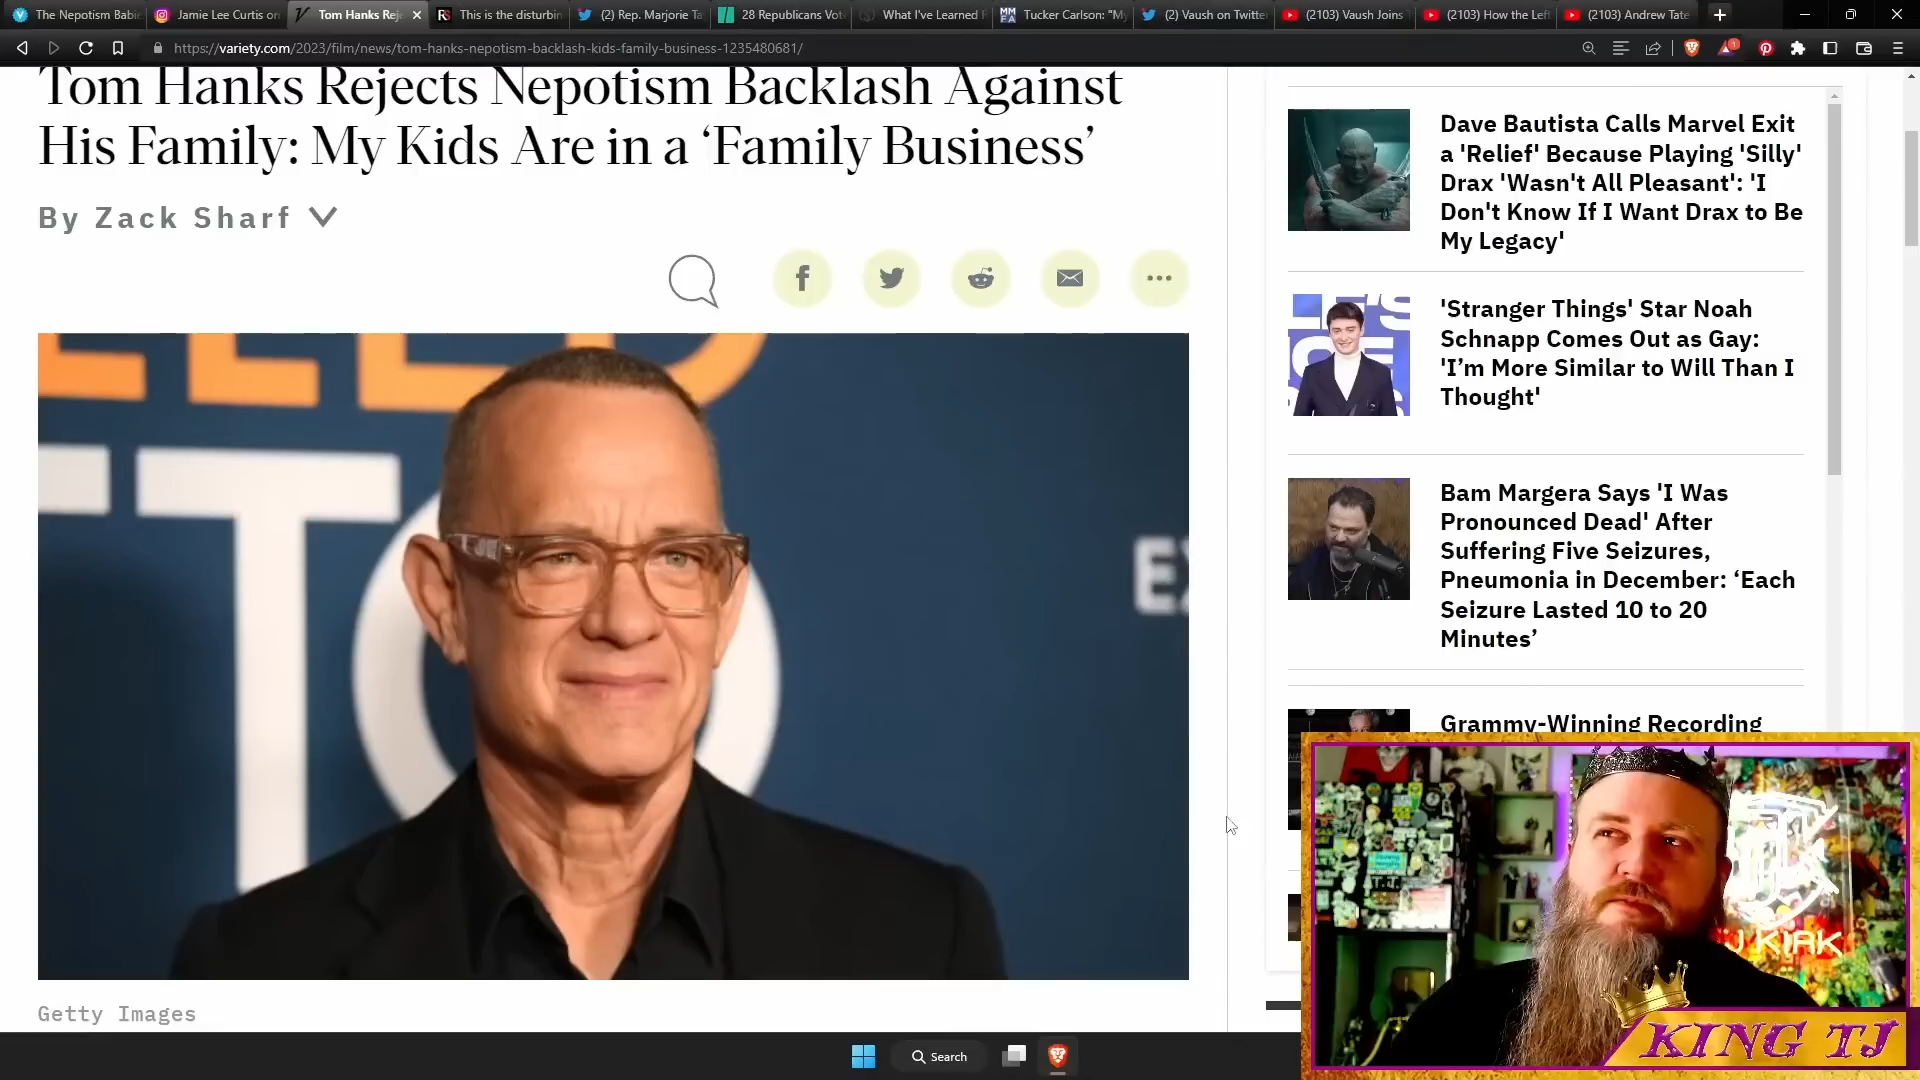 The Nepotism Babie
Jamie Lee Curtis on
Tom Hanks Rej
This is the disturbin
(2) Rep. Marjorie Ta
28 Republicans Vot
What I've Learned F
Tucker Carlson: "My
(2) Vaush on Twitte
(2103) Vaush Joins T
(2103) How the Left
(2103) Andrew Tate
https://variety.com/2023/film/news/tom-hanks-nepotism-backlash-kids-family-business-1235480681/
Tom Hanks Rejects Nepotism Backlash Against
His Family: My Kids Are in a ‘Family Business’
By Zack Sharf
Getty Images
Dave Bautista Calls Marvel Exit
a 'Relief' Because Playing 'Silly'
Drax 'Wasn't All Pleasant': 'I
Don't Know If I Want Drax to Be
My Legacy'
'Stranger Things' Star Noah
Schnapp Comes Out as Gay:
'I’m More Similar to Will Than I
Thought'
Bam Margera Says 'I Was
Pronounced Dead' After
Suffering Five Seizures,
Pneumonia in December: ‘Each
Seizure Lasted 10 to 20
Minutes’
Grammy-Winning Recording
J KIRK
KING TJ
Search